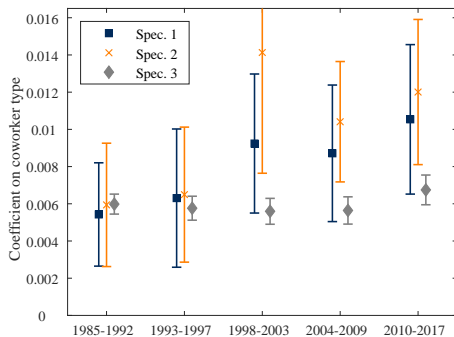 Coefficient on coworker type
0.016
0.014
0.012
0.01
0.008
0.006
0.004
0.002
0
Spec. 1
Spec. 2
Spec. 3
1985-1992 1993-1997 1998-2003 2004-2009 2010-2017